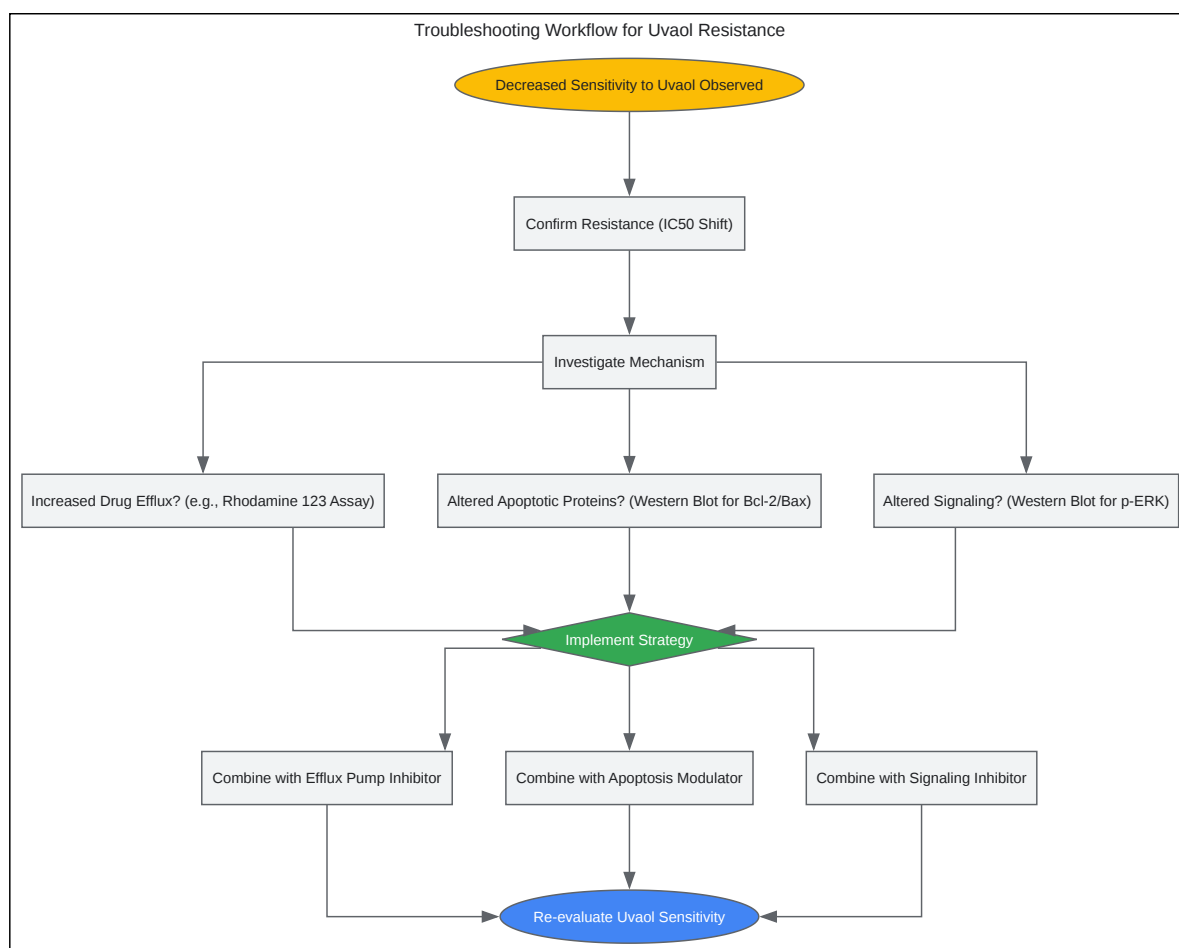 Troubleshooting Workflow for Uvaol Resistance
Decreased Sensitivity to Uvaol Observed
Confirm Resistance (IC50 Shift)
Investigate Mechanism
Increased Drug Efflux? (e.g., Rhodamine 123 Assay)
Altered Apoptotic Proteins? (Western Blot for Bcl-2/Bax)
Altered Signaling? (Western Blot for p-ERK)
Implement Strategy
Combine with Efflux Pump Inhibitor
Combine with Apoptosis Modulator
Combine with Signaling Inhibitor
Re-evaluate Uvaol Sensitivity